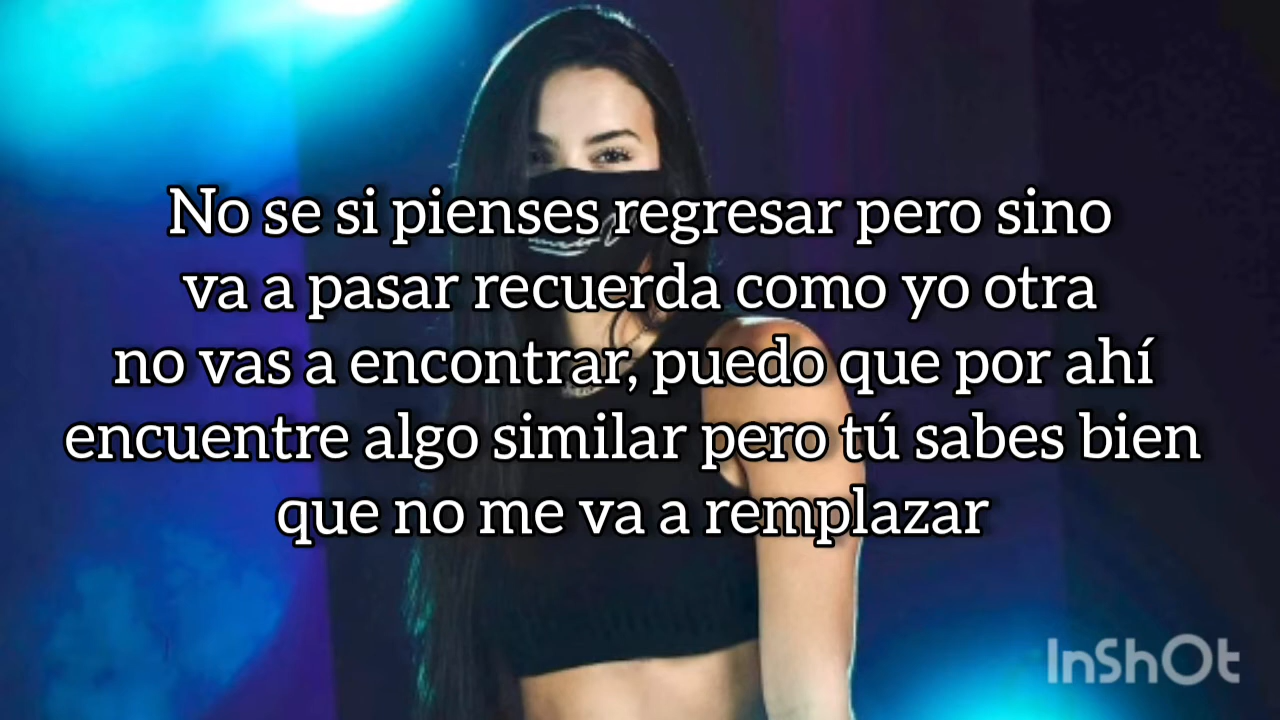 No se si pienses regresar pero sino
va a pasar recuerda como yo otra
no vas a encontrar, puedo que por ahí
encuentre algo similar pero tú sabes bien
que no me va a remplazar
InShOt